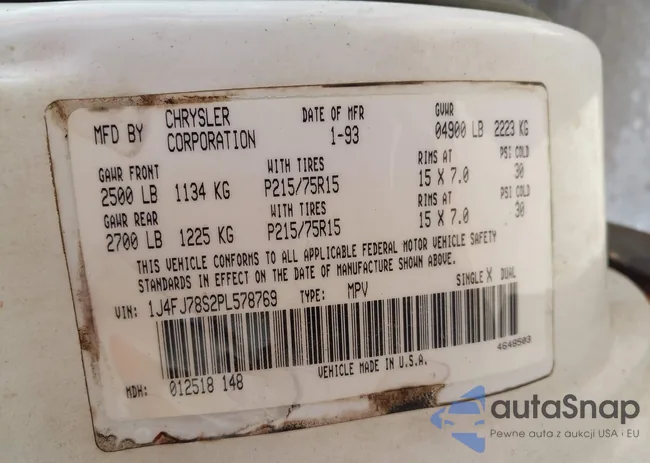 MFD BY CHRYSLER CORPORATION DATE OF MFR 1-93 GVWR 04900 LB 2223 KG
GAWR FRONT WITH TIRES RIMS AT PSI COLD
2500 LB 1134 KG P215/75R15 15 X 7.0 30
GAWR REAR WITH TIRES RIMS AT PSI COLD
2700 LB 1225 KG P215/75R15 15 X 7.0 30
THIS VEHICLE CONFORMS TO ALL APPLICABLE FEDERAL MOTOR VEHICLE SAFETY
STANDARDS IN EFFECT ON THE DATE OF MANUFACTURE SHOWN ABOVE.
VIN: 1J4FJ78S2PL578769 TYPE: MPV SINGLE X DUAL
4648503
MDH: 012518 148 VEHICLE MADE IN U.S.A.
autaSnap
Pewne auta z aukcji USA i EU